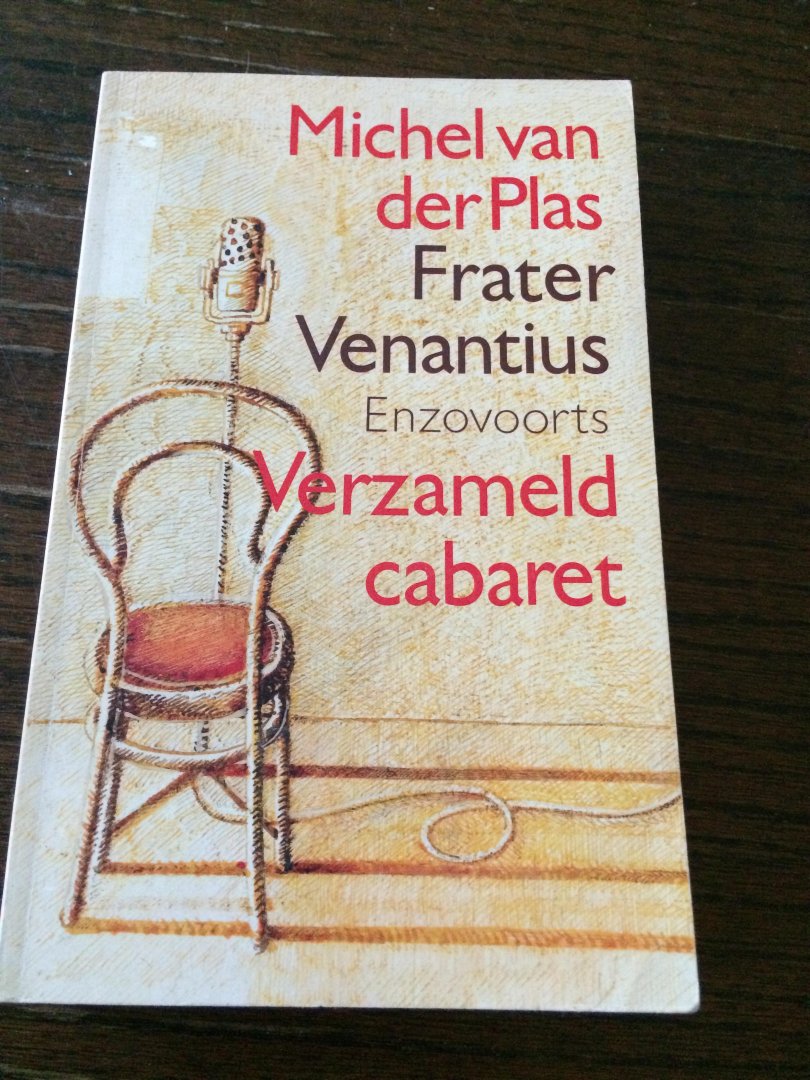 Michel van
der Plas
Frater
Venantius
Enzovoorts
Verzameld
cabaret